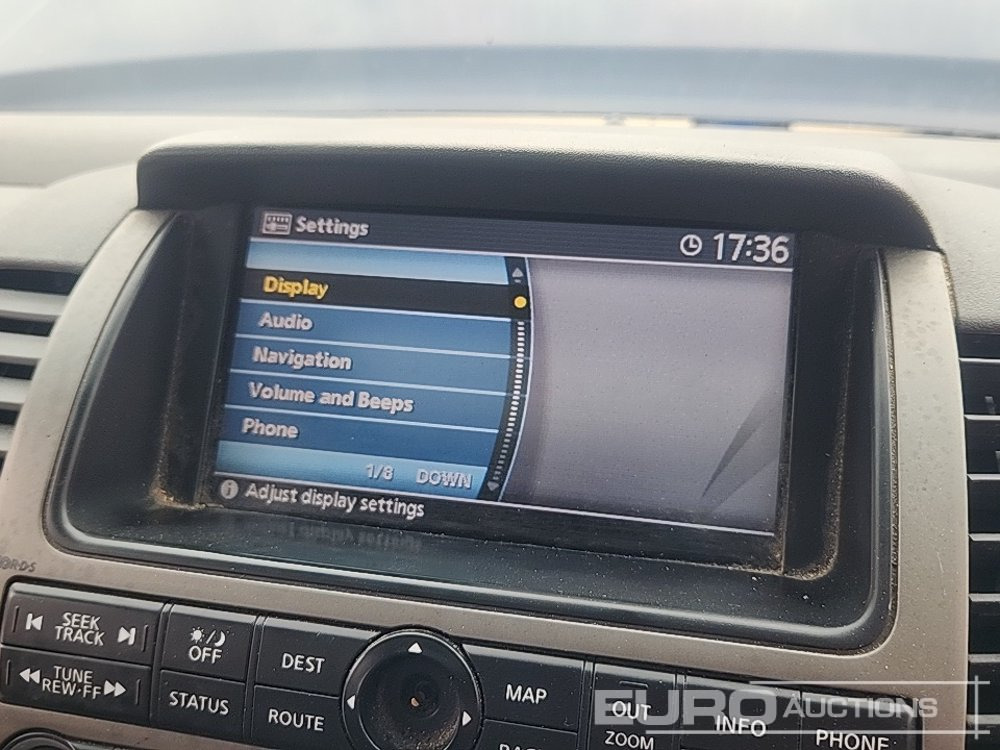 Settings
17:36
Display
Audio
Navigation
Volume and Beeps
Phone
1/8 DOWN
Adjust display settings
SEEK
TRACK
TUNE
REW·FF
OFF
STATUS
DEST
ROUTE
MAP
OUT
ZOOM
INFO
PHONE
EURO AUCTIONS